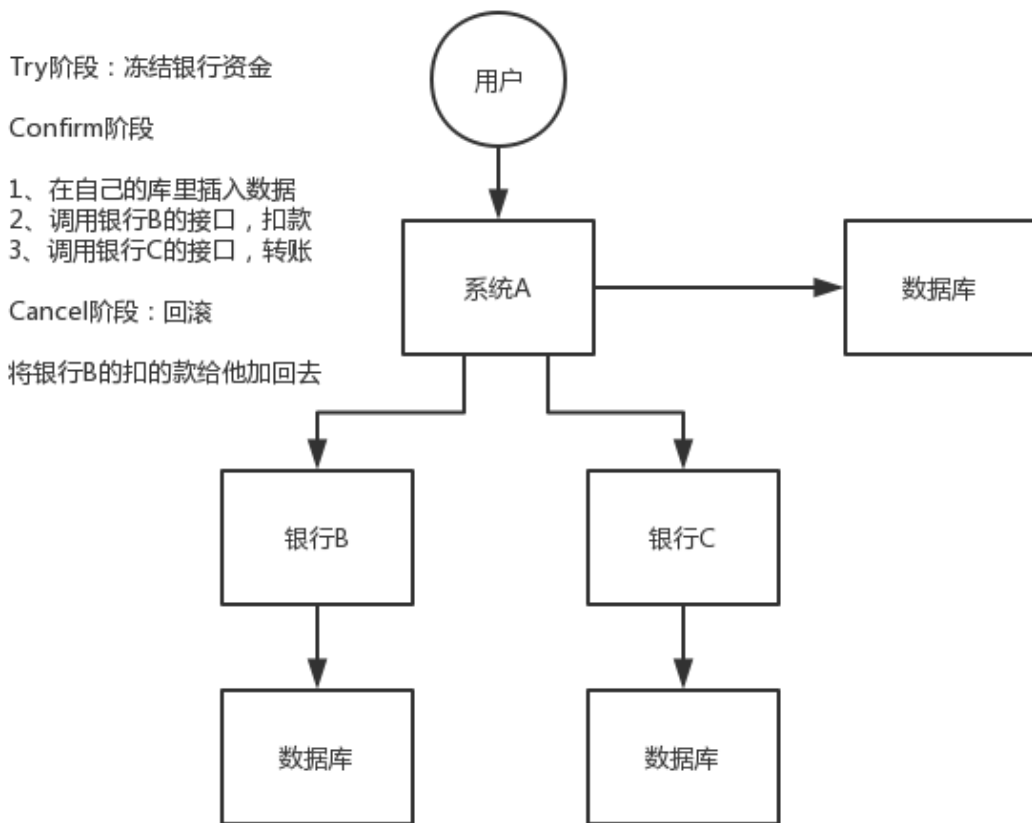 Try阶段：冻结银行资金
用户
Confirm阶段
1、在自己的库里插入数据
2、调用银行B的接口，扣款
3、调用银行C的接口，转账
系统A
数据库
Cancel阶段：回滚
将银行B的扣的款给他加回去
银行B
银行C
数据库
数据库